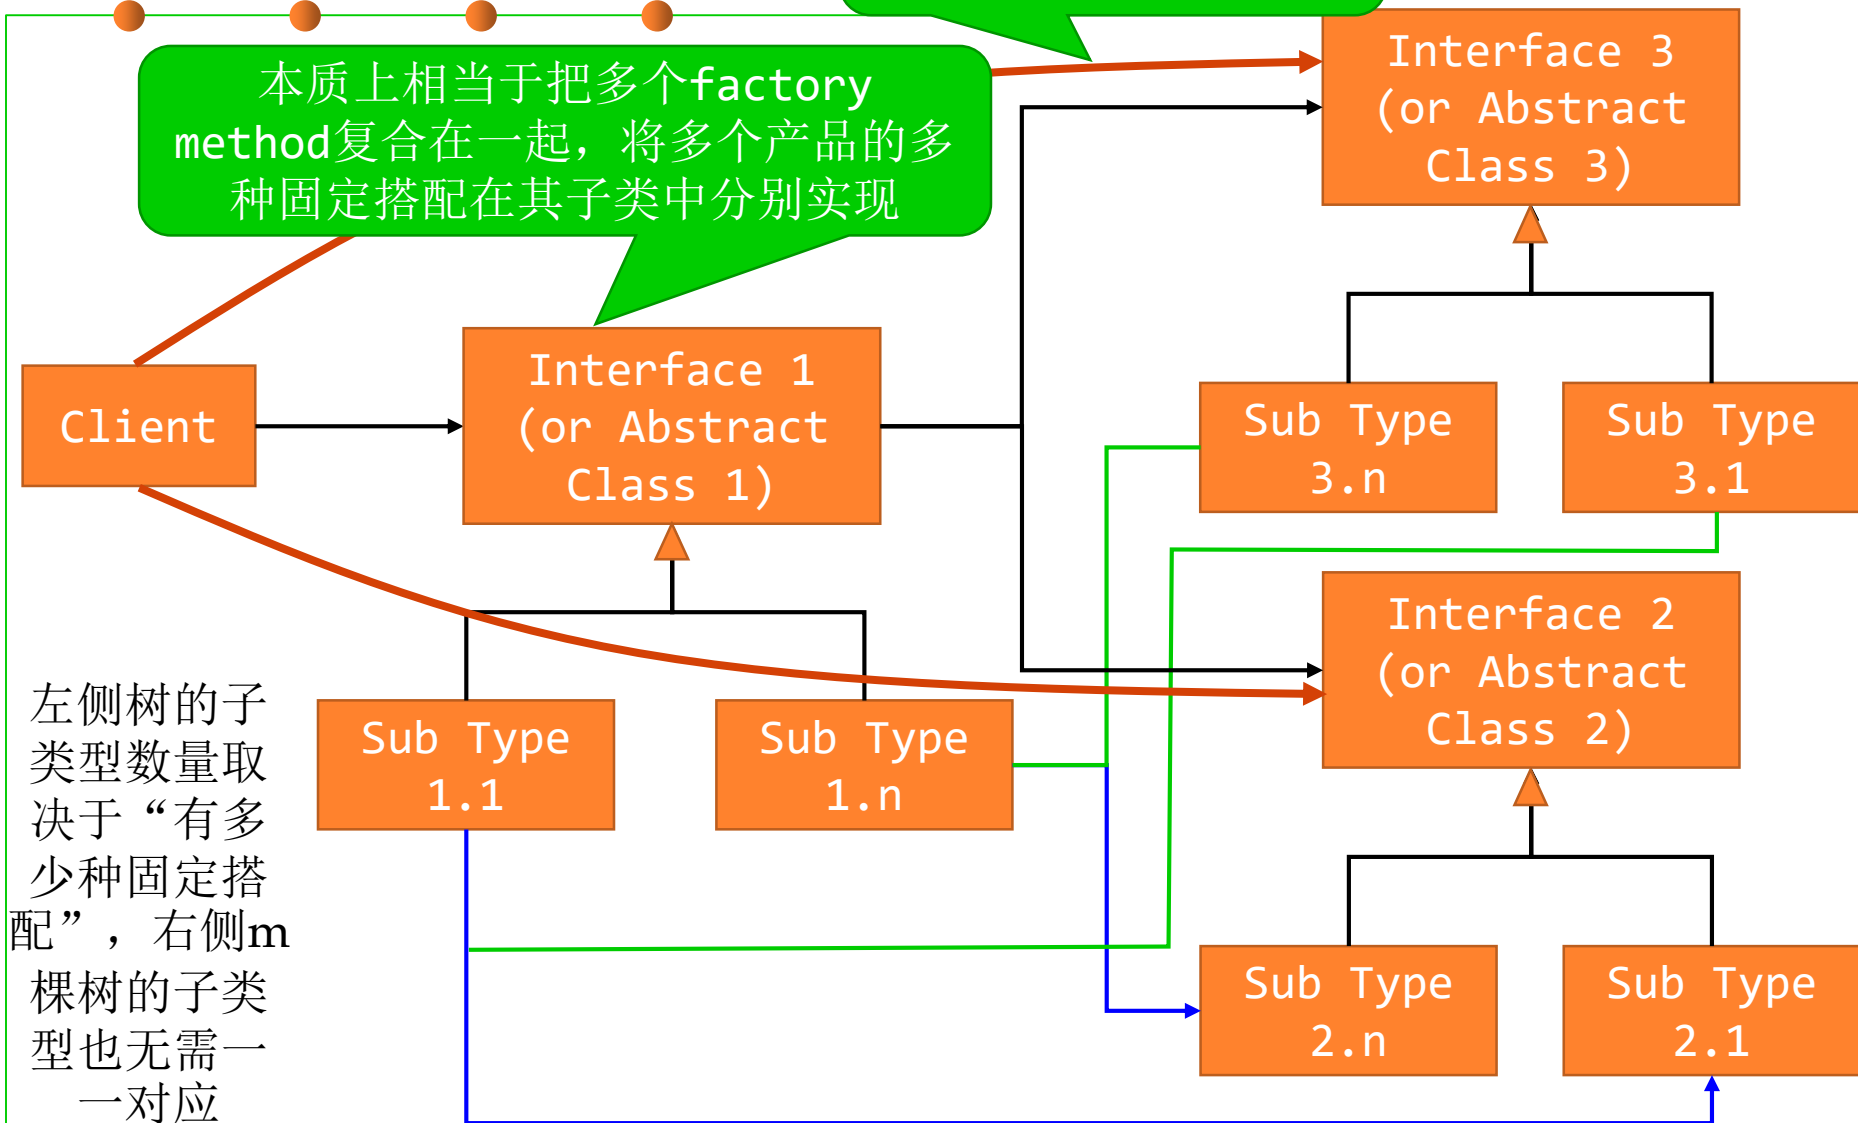 本质上相当于把多个factory
method复合在一起，将多个产品的多
种固定搭配在其子类中分别实现
Interface 3
(or Abstract
Class 3)
Client
Interface 1
(or Abstract
Class 1)
Sub Type
3.n
Sub Type
3.1
Interface 2
(or Abstract
Class 2)
Sub Type
1.1
Sub Type
1.n
左侧树的子
类型数量取
决于“有多
少种固定搭
配”，右侧m
棵树的子类
型也无需一
一对应
Sub Type
2.n
Sub Type
2.1